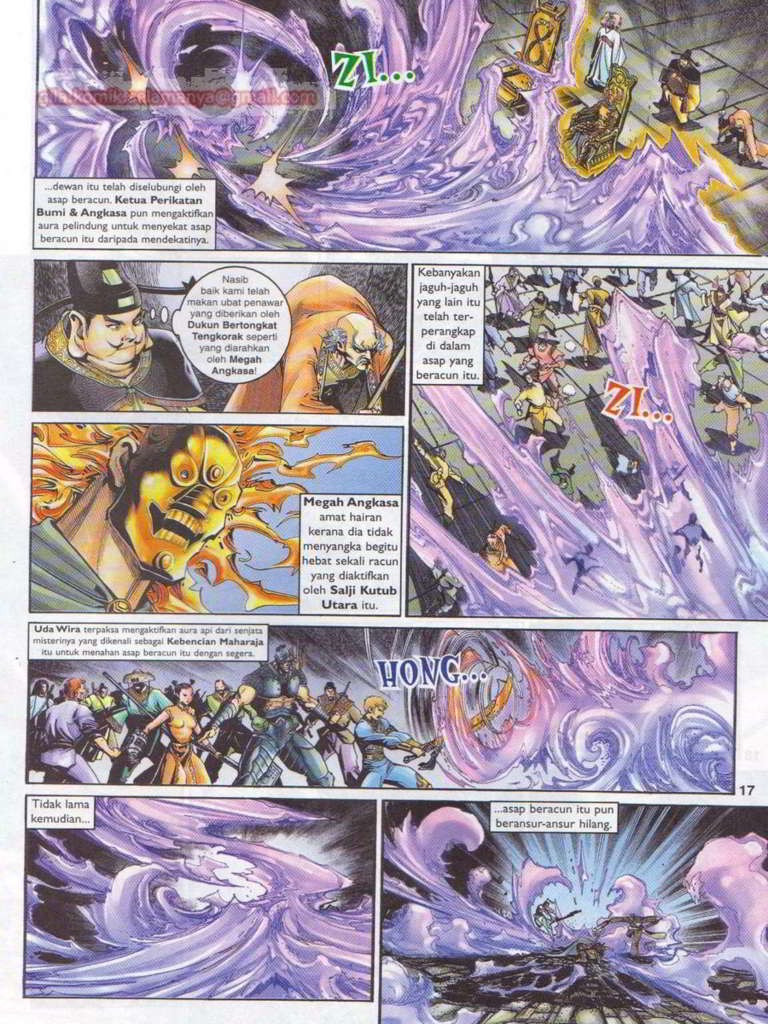 ZI...
gilakomikselamanya@gmail.com
...dewan itu telah diselubungi oleh
asap beracun. Ketua Perikatan
Bumi & Angkasa pun mengaktifkan
aura pelindung untuk menyekat asap
beracun itu daripada mendekatinya.
Nasib
baik kami telah
makan ubat penawar
yang diberikan oleh
Dukun Bertongkat
Tengkorak seperti
yang diarahkan
oleh Megah
Angkasa!
Kebanyakan
jaguh-jaguh
yang lain itu
telah ter-
perangkap
di dalam
asap yang
beracun itu.
ZI...
Megah Angkasa
amat hairan
kerana dia tidak
menyangka begitu
hebat sekali racun
yang diaktifkan
oleh Salji Kutub
Utara itu.
Uda Wira terpaksa mengaktifkan aura api dari senjata
misterinya yang dikenali sebagai Kebencian Maharaja
itu untuk menahan asap beracun itu dengan segera.
HONG...
17
Tidak lama
kemudian...
...asap beracun itu pun
beransur-ansur hilang.